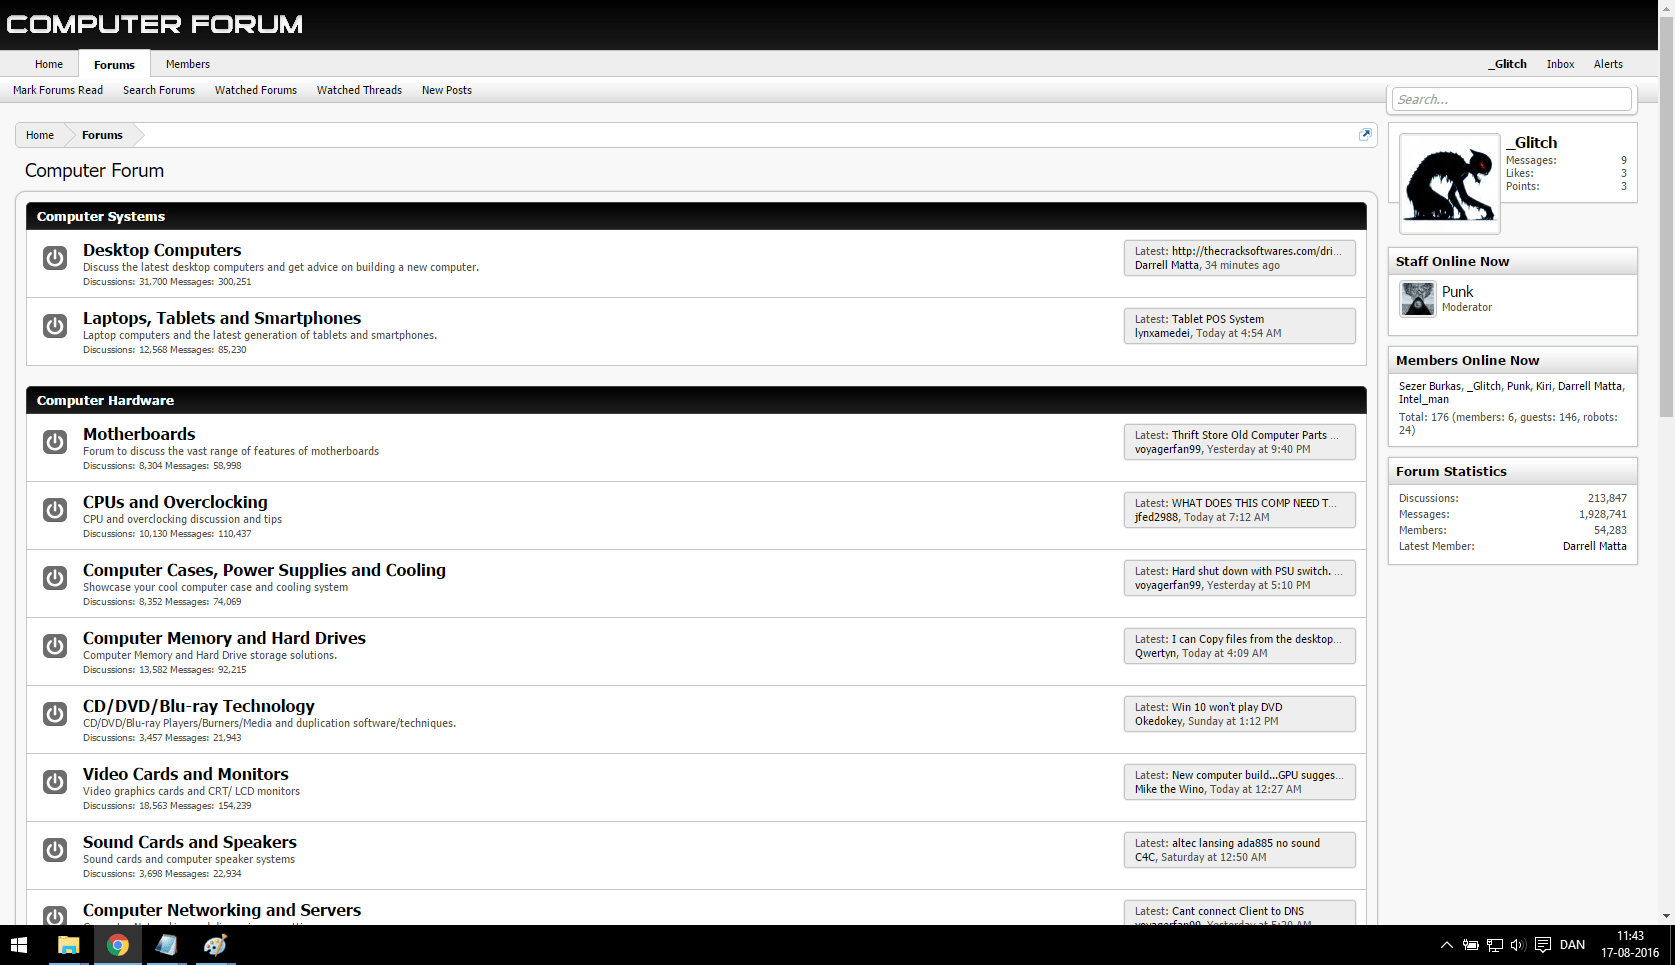 COMPUTER FORUM
Home Forums Members _Glitch Inbox Alerts
Mark Forums Read Search Forums Watched Forums Watched Threads New Posts
Search...
Home Forums
Computer Forum
Computer Systems
Desktop Computers
Discuss the latest desktop computers and get advice on building a new computer.
Discussions: 31,700 Messages: 300,251
Latest: http://thecracksoftwares.com/dri...
Darrell Matta, 34 minutes ago
Laptops, Tablets and Smartphones
Laptop computers and the latest generation of tablets and smartphones.
Discussions: 12,568 Messages: 85,230
Latest: Tablet POS System
lynxamedei, Today at 4:54 AM
Computer Hardware
Motherboards
Forum to discuss the vast range of features of motherboards
Discussions: 8,304 Messages: 58,998
Latest: Thrift Store Old Computer Parts ...
voyagerfan99, Yesterday at 9:40 PM
CPUs and Overclocking
CPU and overclocking discussion and tips
Discussions: 10,130 Messages: 110,437
Latest: WHAT DOES THIS COMP NEED T...
jfed2988, Today at 7:12 AM
Computer Cases, Power Supplies and Cooling
Showcase your cool computer case and cooling system
Discussions: 8,352 Messages: 74,069
Latest: Hard shut down with PSU switch. ...
voyagerfan99, Yesterday at 5:10 PM
Computer Memory and Hard Drives
Computer Memory and Hard Drive storage solutions.
Discussions: 13,582 Messages: 92,215
Latest: I can Copy files from the desktop...
Qwertyn, Today at 4:09 AM
CD/DVD/Blu-ray Technology
CD/DVD/Blu-ray Players/Burners/Media and duplication software/techniques.
Discussions: 3,457 Messages: 21,943
Latest: Win 10 won't play DVD
Okedokey, Sunday at 1:12 PM
Video Cards and Monitors
Video graphics cards and CRT/ LCD monitors
Discussions: 18,563 Messages: 154,239
Latest: New computer build...GPU sugges...
Mike the Wino, Today at 12:27 AM
Sound Cards and Speakers
Sound cards and computer speaker systems
Discussions: 3,698 Messages: 22,934
Latest: altec lansing ada885 no sound
C4C, Saturday at 12:50 AM
Computer Networking and Servers
Latest: Cant connect Client to DNS
_Glitch
Messages: 9
Likes: 3
Points: 3
Staff Online Now
Punk
Moderator
Members Online Now
Sezer Burkas, _Glitch, Punk, Kiri, Darrell Matta,
Intel_man
Total: 176 (members: 6, guests: 146, robots:
24)
Forum Statistics
Discussions: 213,847
Messages: 1,928,741
Members: 54,283
Latest Member: Darrell Matta
DAN
11:43
17-08-2016